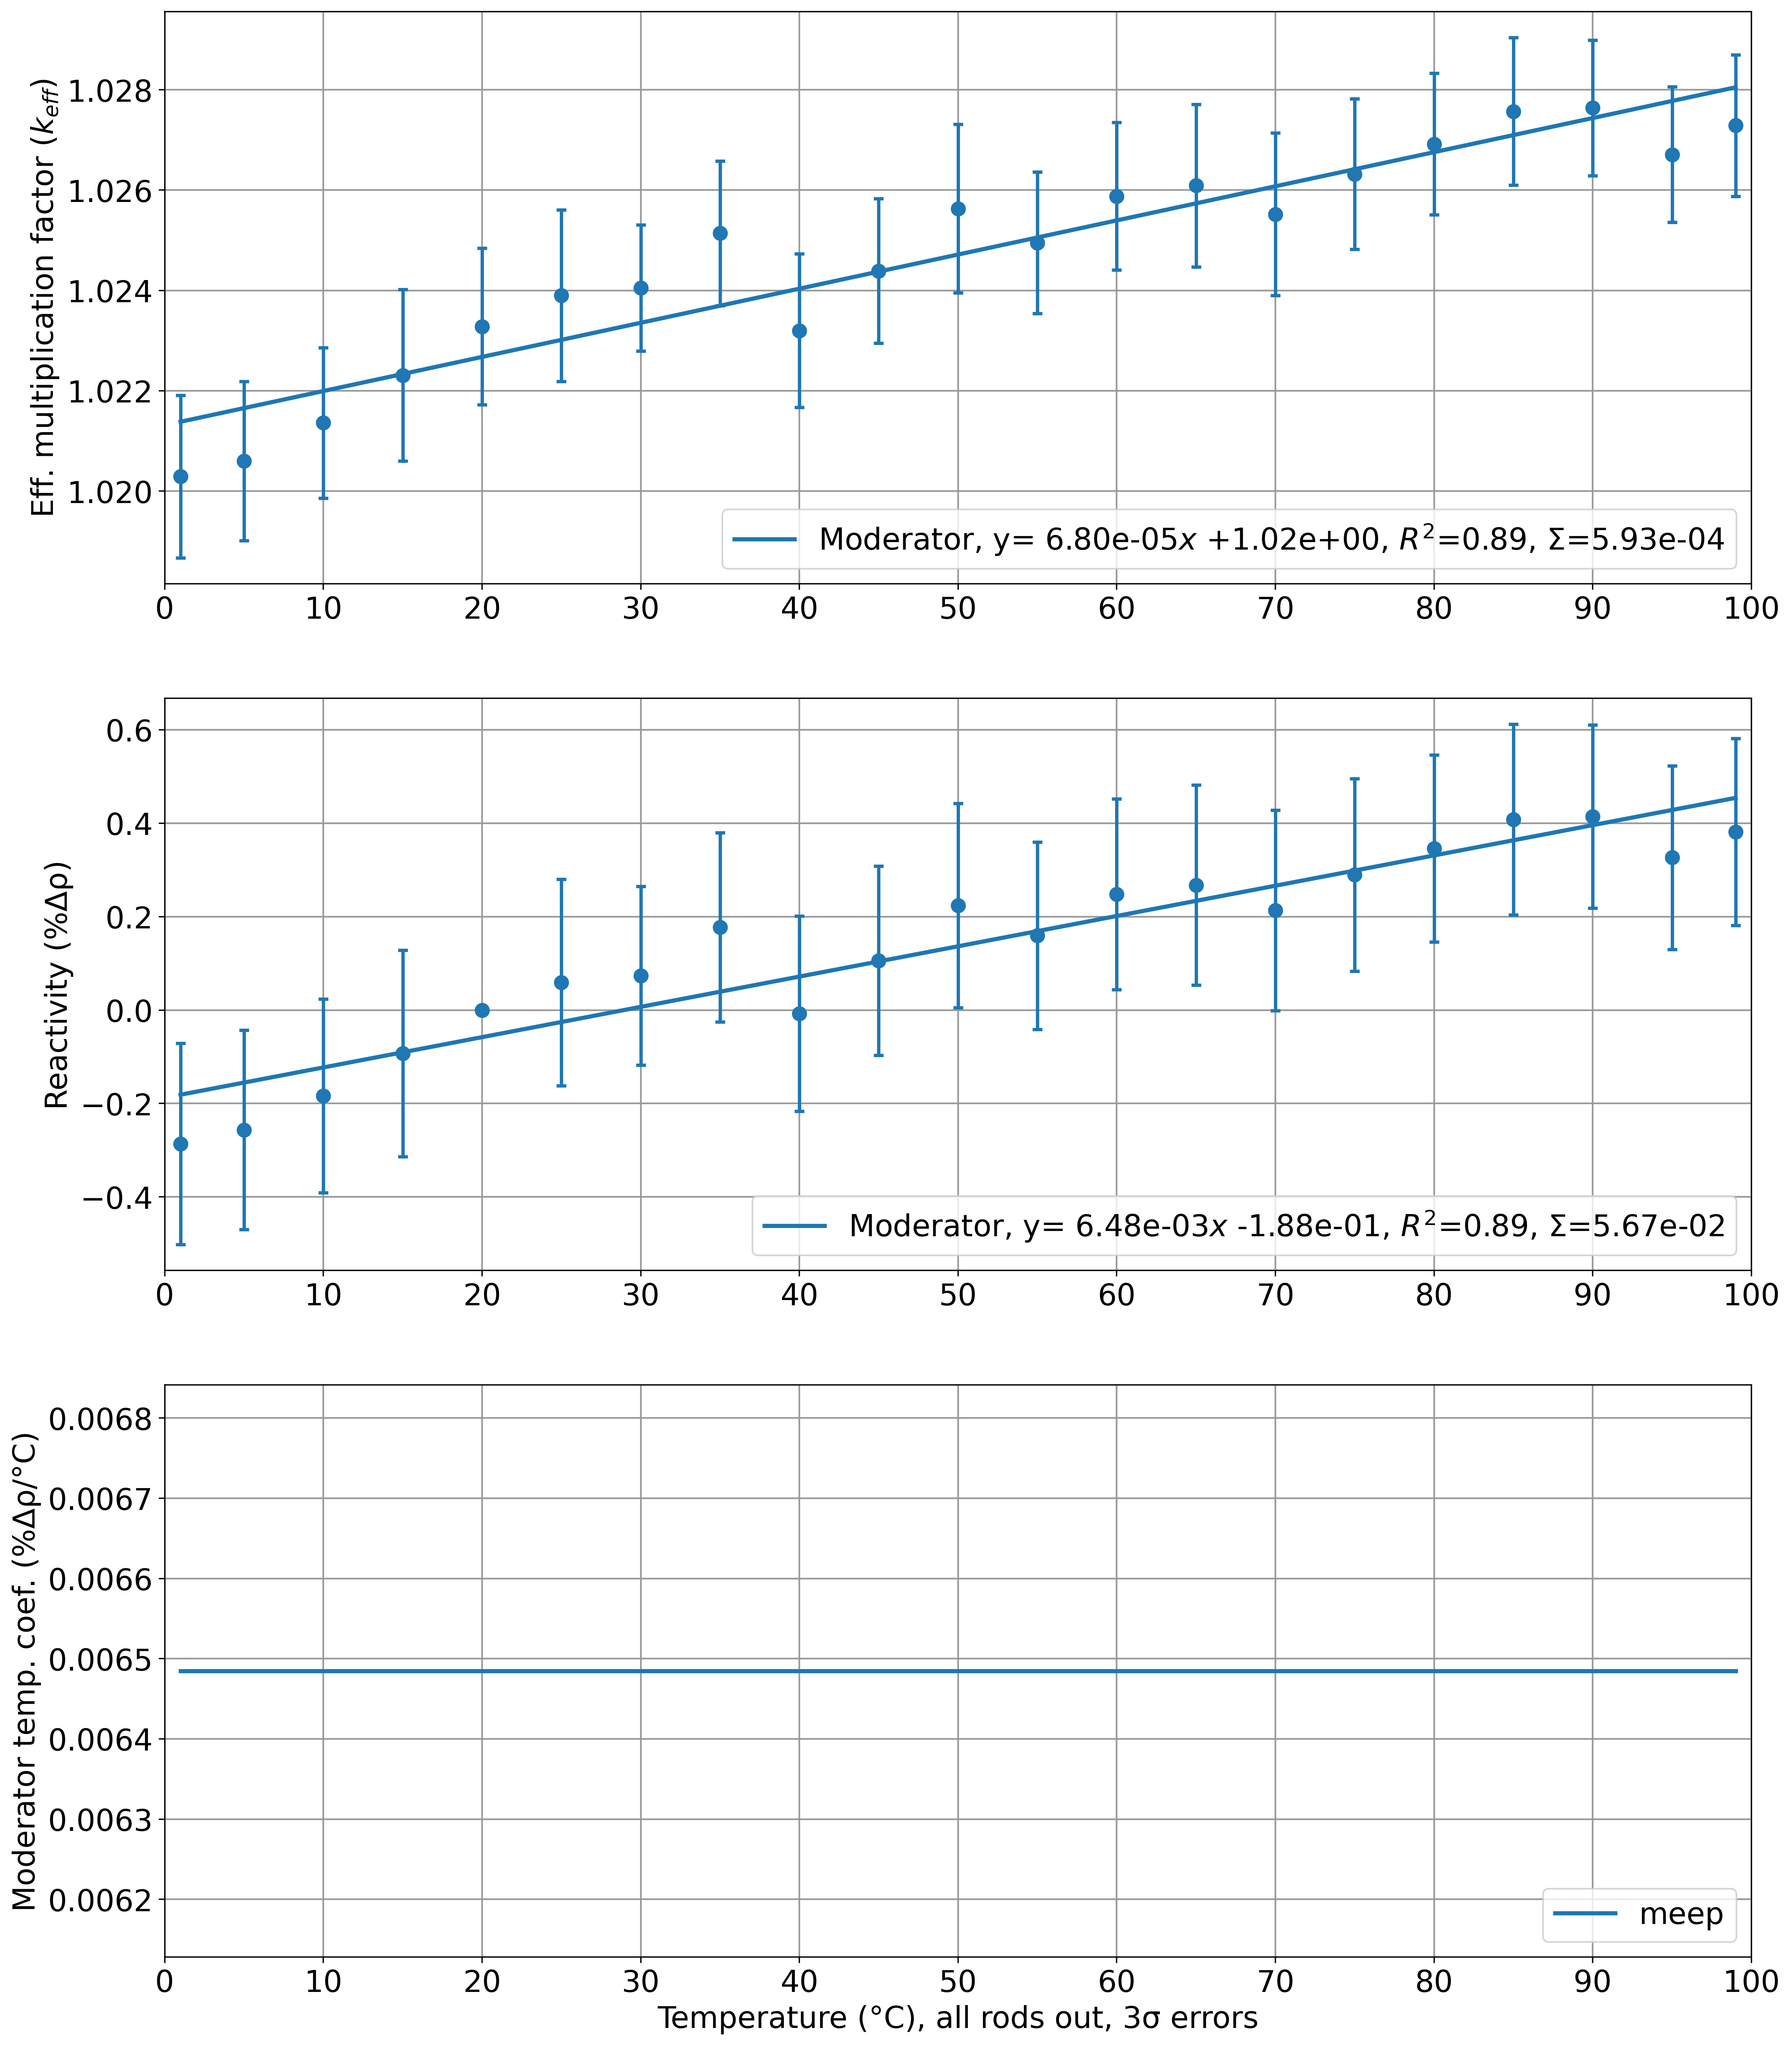 Eff. multiplication factor (k_eff)
1.028
1.026
1.024
1.022
1.020
Moderator, y= 6.80e-05x +1.02e+00, R²=0.89, Σ=5.93e-04
0 10 20 30 40 50 60 70 80 90 100
Reactivity (%Δρ)
0.6
0.4
0.2
0.0
−0.2
−0.4
Moderator, y= 6.48e-03x -1.88e-01, R²=0.89, Σ=5.67e-02
0 10 20 30 40 50 60 70 80 90 100
Moderator temp. coef. (%Δρ/°C)
0.0068
0.0067
0.0066
0.0065
0.0064
0.0063
0.0062
meep
0 10 20 30 40 50 60 70 80 90 100
Temperature (°C), all rods out, 3σ errors